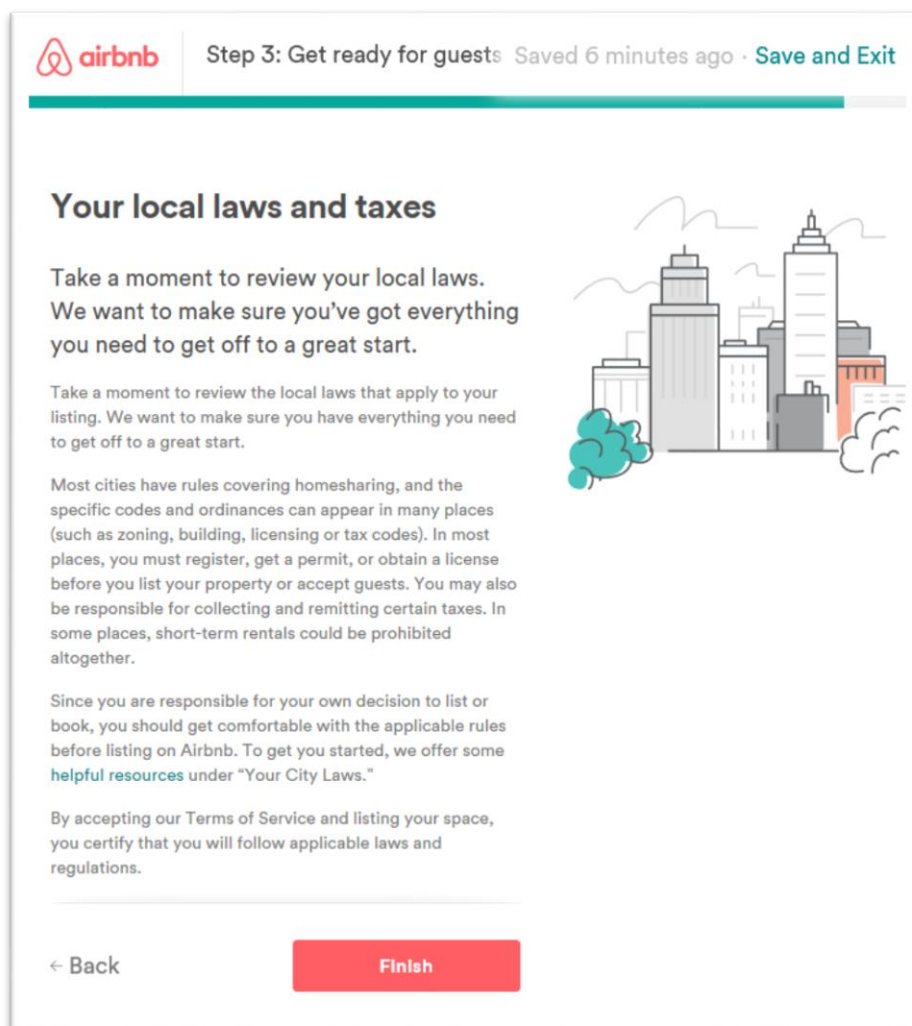 airbnb
Step 3: Get ready for guests Saved 6 minutes ago · Save and Exit
Your local laws and taxes
Take a moment to review your local laws.
We want to make sure you've got everything
you need to get off to a great start.
Take a moment to review the local laws that apply to your
listing. We want to make sure you have everything you need
to get off to a great start.
Most cities have rules covering homesharing, and the
specific codes and ordinances can appear in many places
(such as zoning, building, licensing or tax codes). In most
places, you must register, get a permit, or obtain a license
before you list your property or accept guests. You may also
be responsible for collecting and remitting certain taxes. In
some places, short-term rentals could be prohibited
altogether.
Since you are responsible for your own decision to list or
book, you should get comfortable with the applicable rules
before listing on Airbnb. To get you started, we offer some
helpful resources under “Your City Laws.”
By accepting our Terms of Service and listing your space,
you certify that you will follow applicable laws and
regulations.
← Back
Finish